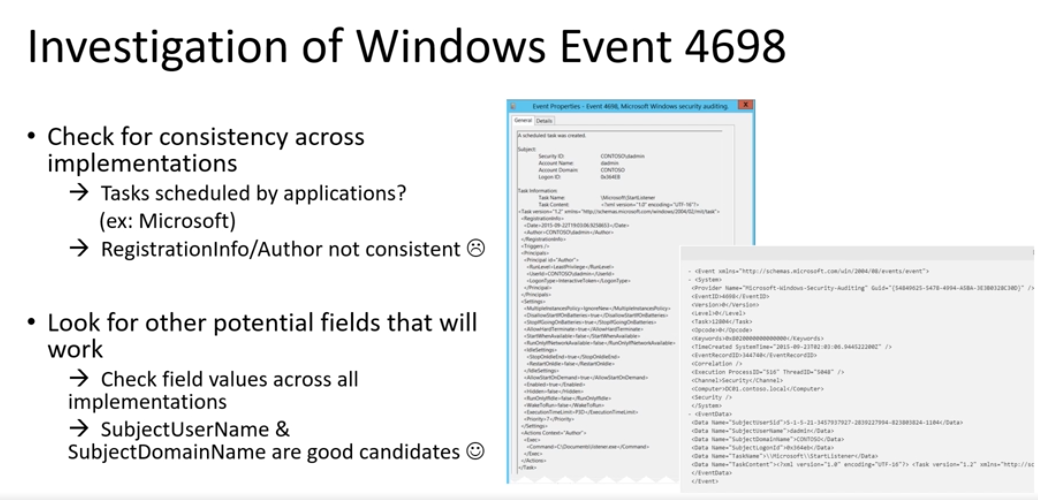 Investigation of Windows Event 4698
• Check for consistency across
implementations
→ Tasks scheduled by applications?
(ex: Microsoft)
→ RegistrationInfo/Author not consistent ☹
• Look for other potential fields that will
work
→ Check field values across all
implementations
→ SubjectUserName &
SubjectDomainName are good candidates ☺
Event Properties - Event 4698, Microsoft Windows security auditing.
x
General Details
A scheduled task was created.
Subject:
Security ID: CONTOSO\dadmin
Account Name: dadmin
Account Domain: CONTOSO
Logon ID: 0x364EB
Task Information:
Task Name: \Microsoft\StartListener
Task Content: <?xml version="1.0" encoding="UTF-16"?>
<Task version="1.2" xmlns="http://schemas.microsoft.com/windows/2004/02/mit/task">
<RegistrationInfo>
<Author>CONTOSO\dadmin</Author>
</RegistrationInfo>
<Triggers />
<Principals>
<Principal id="Author">
<RunLevel>LeastPrivilege</RunLevel>
<UserId>CONTOSO\dadmin</UserId>
<LogonType>InteractiveToken</LogonType>
</Principal>
</Principals>
<Settings>
<MultipleInstancesPolicy>IgnoreNew</MultipleInstancesPolicy>
<DisallowStartIfOnBatteries>true</DisallowStartIfOnBatteries>
<StopIfGoingOnBatteries>true</StopIfGoingOnBatteries>
<AllowHardTerminate>true</AllowHardTerminate>
<StartWhenAvailable>false</StartWhenAvailable>
<RunOnlyIfNetworkAvailable>false</RunOnlyIfNetworkAvailable>
<IdleSettings>
<StopOnIdleEnd>true</StopOnIdleEnd>
<RestartOnIdle>false</RestartOnIdle>
</IdleSettings>
<AllowStartOnDemand>true</AllowStartOnDemand>
<Enabled>true</Enabled>
<Hidden>false</Hidden>
<RunOnlyIfIdle>false</RunOnlyIfIdle>
<WakeToRun>false</WakeToRun>
<ExecutionTimeLimit>P3D</ExecutionTimeLimit>
<Priority>7</Priority>
</Settings>
<Actions Context="Author">
<Exec>
<Command>C:\Documents\listener.exe</Command>
</Exec>
</Actions>
</Task>
- <Event xmlns="http://schemas.microsoft.com/win/2004/08/events/event">
- <System>
<Provider Name="Microsoft-Windows-Security-Auditing" Guid="{54849625-5478-4994-A5BA-3E3B0328C30D}" />
<EventID>4698</EventID>
<Version>0</Version>
<Level>0</Level>
<Task>12804</Task>
<Opcode>0</Opcode>
<Keywords>0x8020000000000000</Keywords>
<TimeCreated SystemTime="2015-09-23T02:03:06.944522200Z" />
<EventRecordID>344740</EventRecordID>
<Correlation />
<Execution ProcessID="516" ThreadID="5048" />
<Channel>Security</Channel>
<Computer>DC01.contoso.local</Computer>
<Security />
</System>
- <EventData>
<Data Name="SubjectUserSid">S-1-5-21-3457937927-2839227994-823803824-1104</Data>
<Data Name="SubjectUserName">dadmin</Data>
<Data Name="SubjectDomainName">CONTOSO</Data>
<Data Name="SubjectLogonId">0x364eb</Data>
<Data Name="TaskName">\\Microsoft\\StartListener</Data>
<Data Name="TaskContent"><?xml version="1.0" encoding="UTF-16"?> <Task version="1.2" xmlns="http://sc
</EventData>
</Event>